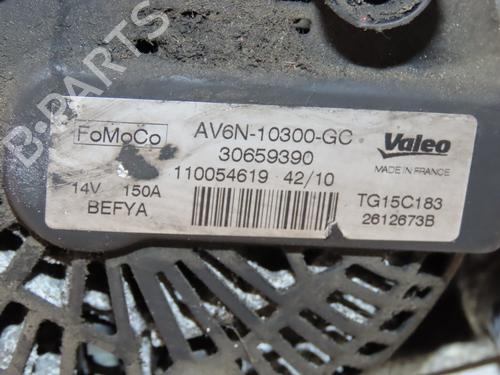 B-PARTS
FoMoCo
AV6N-10300-GC
30659390
Valeo
MADE IN FRANCE
110054619 42/10
14V 150A
BEFYA
TG15C183
2612673B